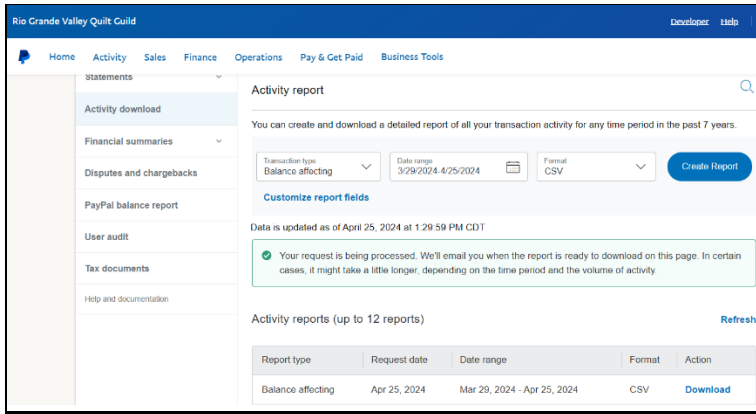 Rio Grande Valley Quilt Guild
Developer Help
Home Activity Sales Finance Operations Pay & Get Paid Business Tools
Statements
Activity download
Financial summaries
Disputes and chargebacks
PayPal balance report
User audit
Tax documents
Help and documentation
Activity report
You can create and download a detailed report of all your transaction activity for any time period in the past 7 years.
Transaction type
Balance affecting
Date range
3/29/2024-4/25/2024
Format
CSV
Create Report
Customize report fields
Data is updated as of April 25, 2024 at 1:29:59 PM CDT
Your request is being processed. We'll email you when the report is ready to download on this page. In certain
cases, it might take a little longer, depending on the time period and the volume of activity.
Activity reports (up to 12 reports)
Refresh
Report type Request date Date range Format Action
Balance affecting Apr 25, 2024 Mar 29, 2024 - Apr 25, 2024 CSV Download